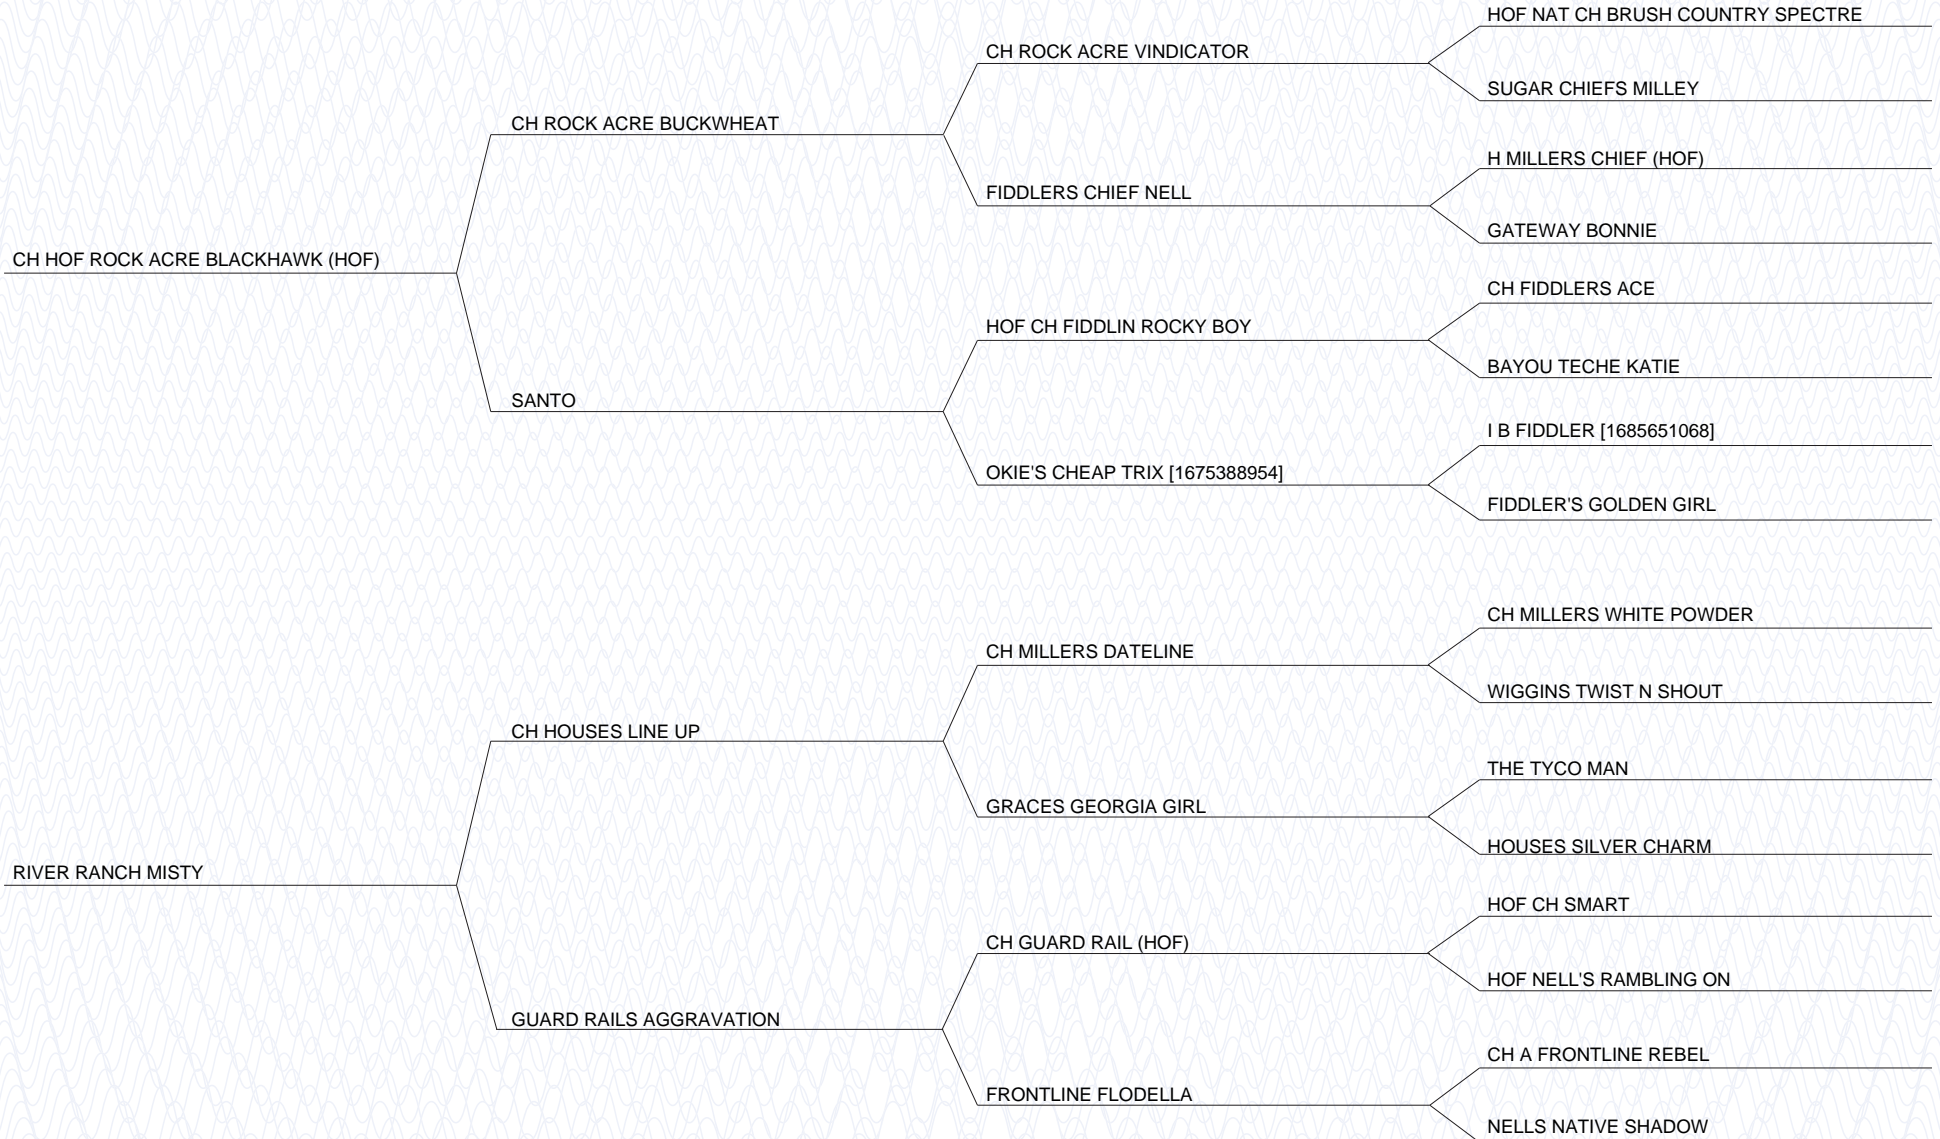 HOF NAT CH BRUSH COUNTRY SPECTRE
CH ROCK ACRE VINDICATOR
SUGAR CHIEFS MILLEY
CH ROCK ACRE BUCKWHEAT
H MILLERS CHIEF (HOF)
FIDDLERS CHIEF NELL
GATEWAY BONNIE
CH HOF ROCK ACRE BLACKHAWK (HOF)
CH FIDDLERS ACE
HOF CH FIDDLIN ROCKY BOY
BAYOU TECHE KATIE
SANTO
I B FIDDLER [1685651068]
OKIE'S CHEAP TRIX [1675388954]
FIDDLER'S GOLDEN GIRL
CH MILLERS WHITE POWDER
CH MILLERS DATELINE
WIGGINS TWIST N SHOUT
CH HOUSES LINE UP
THE TYCO MAN
GRACES GEORGIA GIRL
HOUSES SILVER CHARM
RIVER RANCH MISTY
HOF CH SMART
CH GUARD RAIL (HOF)
HOF NELL'S RAMBLING ON
GUARD RAILS AGGRAVATION
CH A FRONTLINE REBEL
FRONTLINE FLODELLA
NELLS NATIVE SHADOW